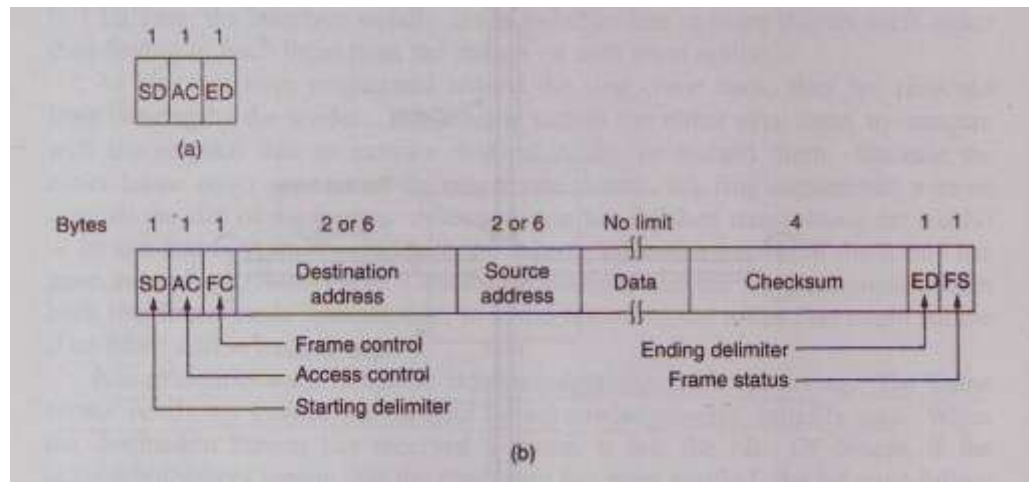 1 1 1
SD AC ED
(a)
Bytes 1 1 1 2 or 6 2 or 6 No limit 4 1 1
SD AC FC Destination address Source address Data Checksum ED FS
Frame control
Access control
Starting delimiter
Ending delimiter
Frame status
(b)